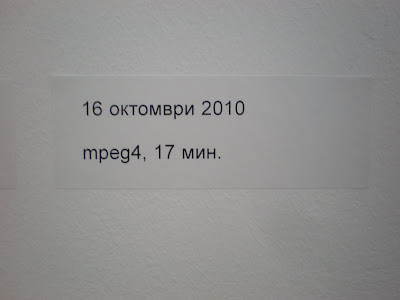 16 октомври 2010
mpeg4, 17 мин.